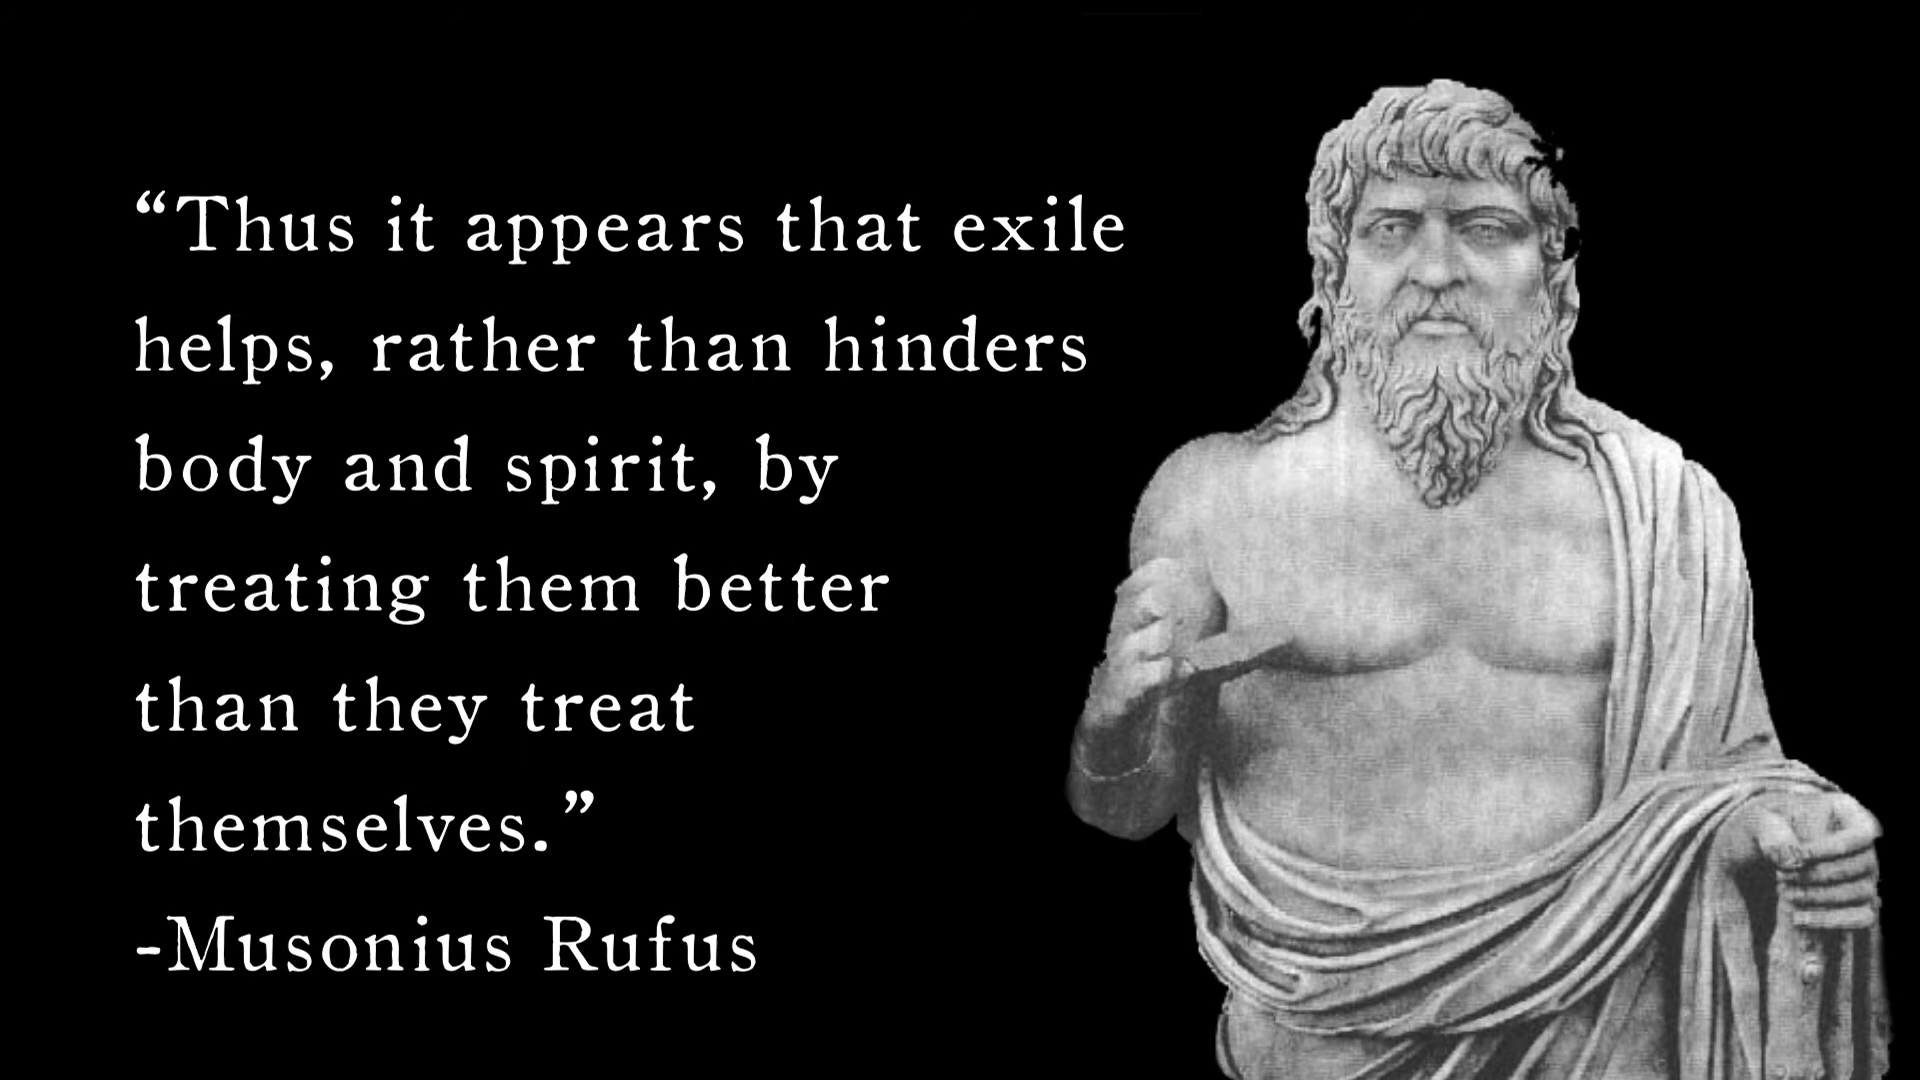 “Thus it appears that exile
helps, rather than hinders
body and spirit, by
treating them better
than they treat
themselves.”
-Musonius Rufus